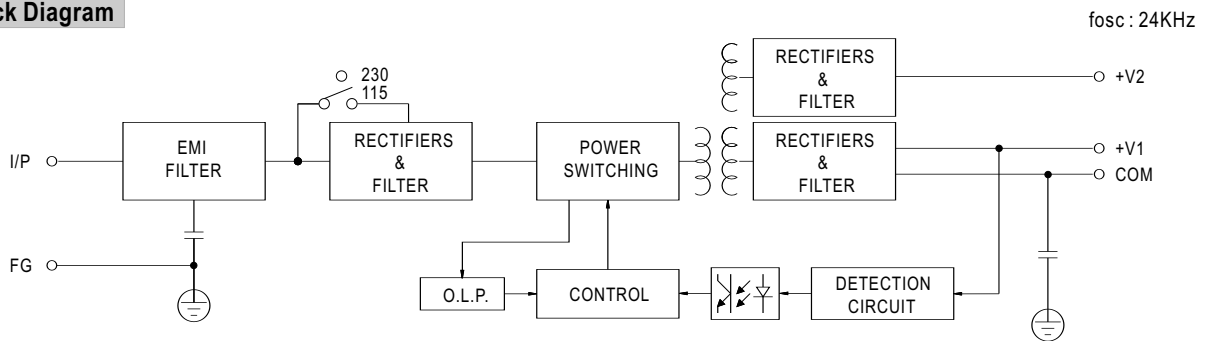 ck Diagram
fosc : 24KHz
230
115
RECTIFIERS
&
FILTER
+V2
I/P
EMI
FILTER
RECTIFIERS
&
FILTER
POWER
SWITCHING
RECTIFIERS
&
FILTER
+V1
COM
FG
O.L.P.
CONTROL
DETECTION
CIRCUIT